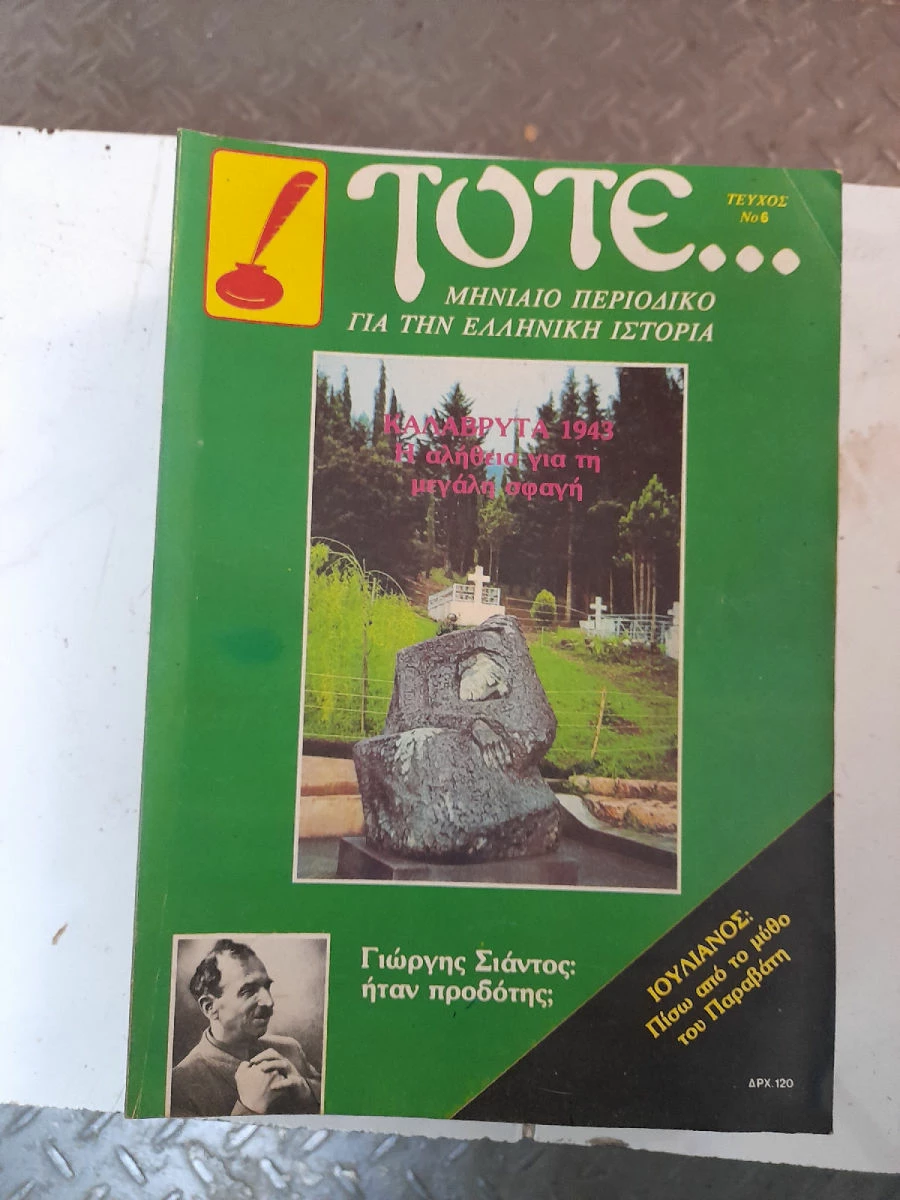 ΤΟΤΕ...
ΤΕΥΧΟΣ
Νο 6
ΜΗΝΙΑΙΟ ΠΕΡΙΟΔΙΚΟ
ΓΙΑ ΤΗΝ ΕΛΛΗΝΙΚΗ ΙΣΤΟΡΙΑ
ΚΑΛΑΒΡΥΤΑ 1943
Η αλήθεια για τη
μεγάλη σφαγή
Γιώργης Σιάντος:
ήταν προδότης;
ΙΟΥΛΙΑΝΟΣ:
Πίσω από το μύθο
του Παραβάτη
ΔΡΧ. 120